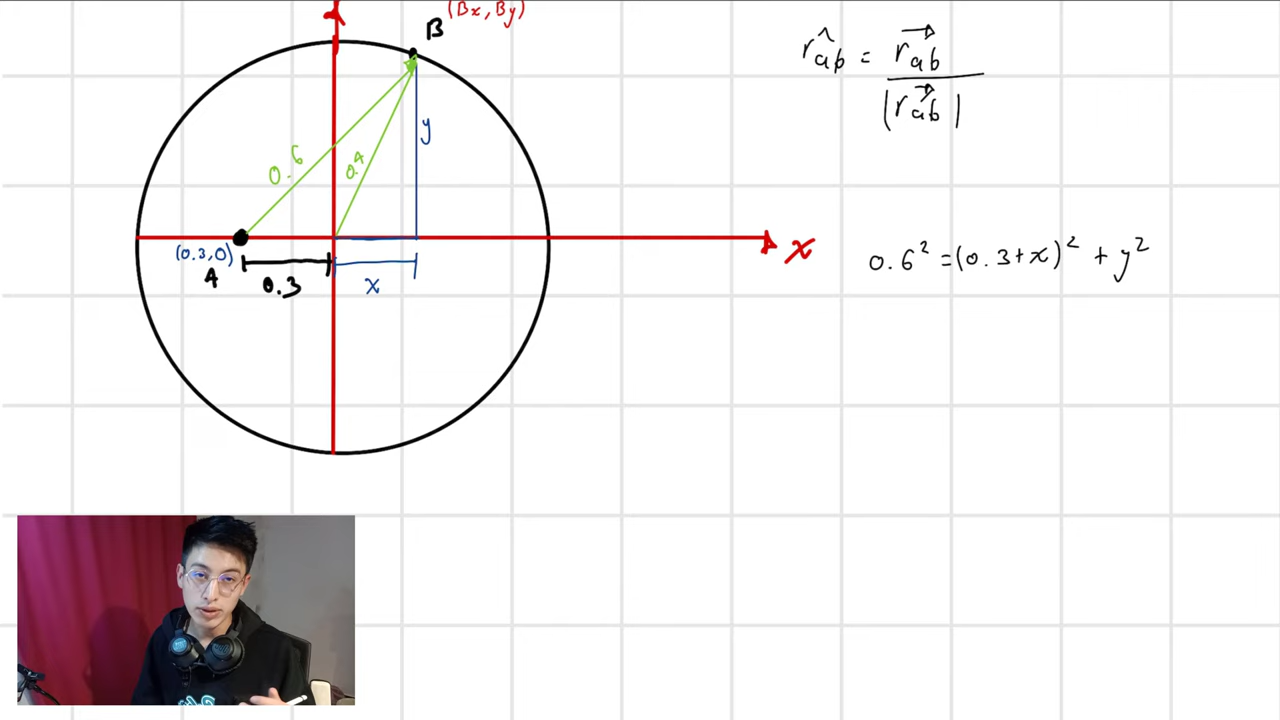 (Bx, By)
B
0.6
0.4
y
(0.3,0)
A
0.3
x
x
r̂ab = r⃗ab / |r⃗ab|
0.6² = (0.3+x)² + y²